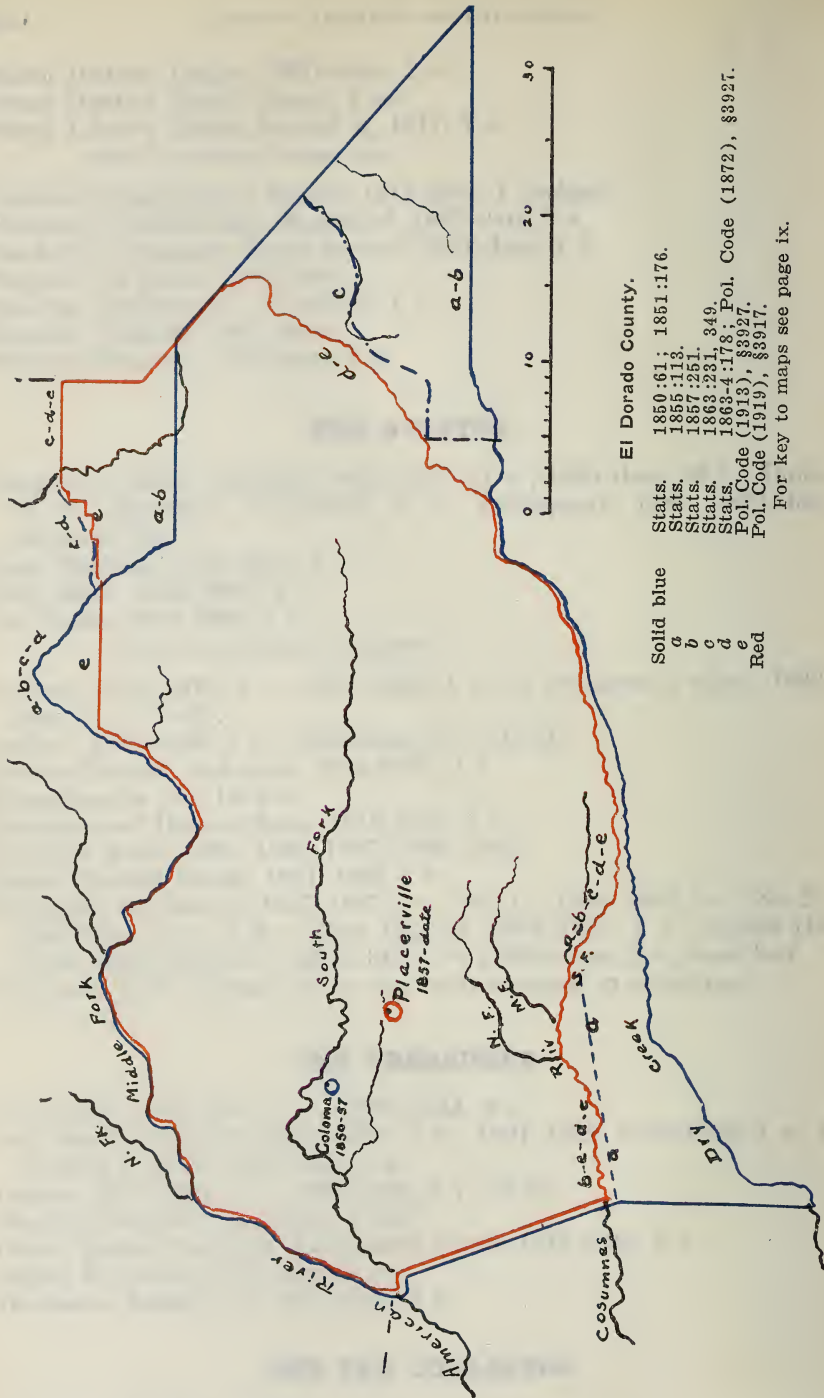 El Dorado County.
Solid blue Stats. 1850:61; 1851:176.
a Stats. 1855:113.
b Stats. 1857:251.
c Stats. 1863:231, 349.
d Stats. 1863-4:178; Pol. Code (1872), §3927.
e Pol. Code (1913), §3927.
Red Pol. Code (1919), §3917.
For key to maps see page ix.
0 10 20 30
a-b-c-d
c-d
e
c-d-e
e
a-b
c
d-e
a-b
N. Fk.
Middle Fork
South Fork
Coloma
1850-57
Placerville
1857-date
American River
N. F.
M. F.
S. F.
Riv
a-b-c-d-e
b-c-d-e
a
a
Cosumnes
Dry Creek